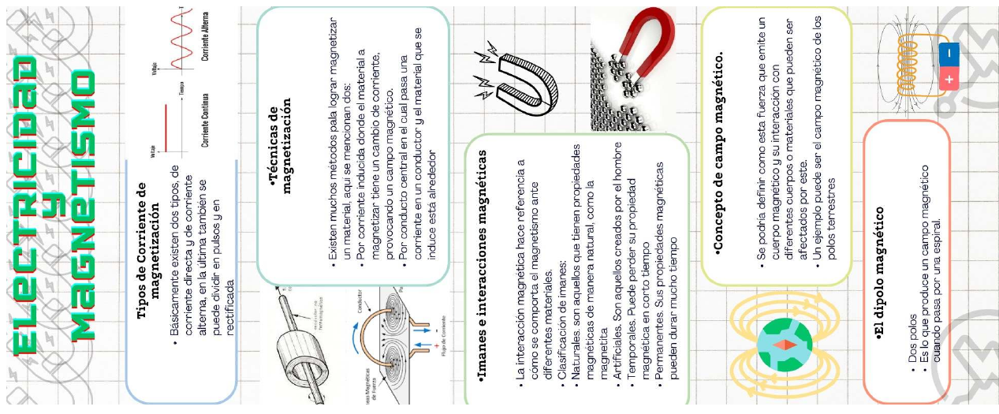 Electricidad
y
Magnetismo
Tipos de Corriente de
magnetización
• Básicamente existen dos tipos, de
corriente directa y de corriente
alterna, en la última también se
puede dividir en pulsos y en
rectificada
Voltaje
Tiempo
Corriente Continua
Voltaje
Corriente Alterna
•Técnicas de
magnetización
• Existen muchos métodos pala lograr magnetizar
un material, aquí se mencionan dos:
• Por corriente inducida donde el material a
magnetizar tiene un cambio de corriente,
provocando un campo magnético.
• Por conducto central en el cual pasa una
corriente en un conductor y el material que se
induce está alrededor
Conductor
de Fuerza
Flujo de Corriente
+
-
•Imanes e interacciones magnéticas
• La interacción magnética hace referencia a
cómo se comporta el magnetismo ante
diferentes materiales.
• Clasificación de imanes:
• Naturales. son aquellos que tienen propiedades
magnéticas de manera natural, como la
magnetita
• Artificiales. Son aquellos creados por el hombre
• Temporales. Puede perder su propiedad
magnética en corto tiempo
• Permanentes. Sus propiedades magnéticas
pueden durar mucho tiempo
•Concepto de campo magnético.
• Se podría definir como esta fuerza que emite un
cuerpo magnético y su interacción con
diferentes cuerpos o materiales que pueden ser
afectados por este.
• Un ejemplo puede ser el campo magnético de los
polos terrestres
•El dipolo magnético
• Dos polos
• Es lo que produce un campo magnético
cuando pasa por una espiral.
+
-